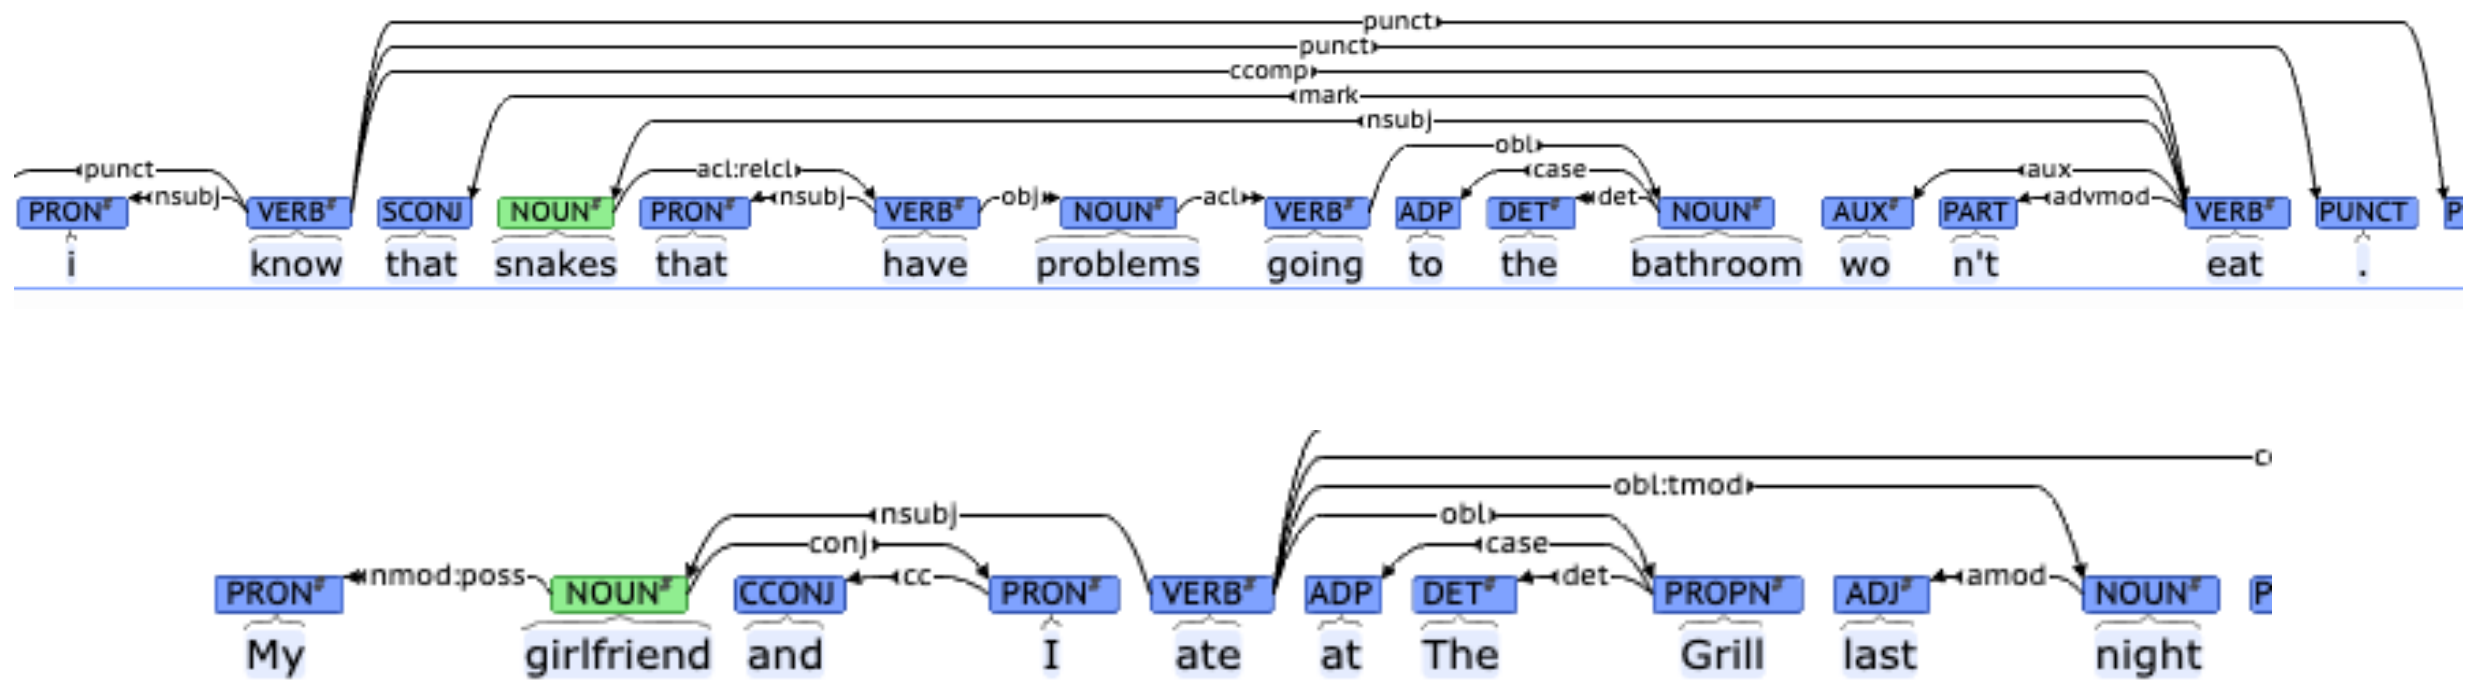 punct
punct
ccomp
mark
nsubj
obl
punct acl:relcl case aux
nsubj nsubj obj acl det advmod
PRON# VERB# SCONJ NOUN# PRON# VERB# NOUN# VERB# ADP DET# NOUN# AUX# PART VERB# PUNCT P
i know that snakes that have problems going to the bathroom wo n't eat .
c
obl:tmod
nsubj obl
conj case
nmod:poss cc det amod
PRON# NOUN# CCONJ PRON# VERB# ADP DET# PROPN# ADJ# NOUN# P
My girlfriend and I ate at The Grill last night